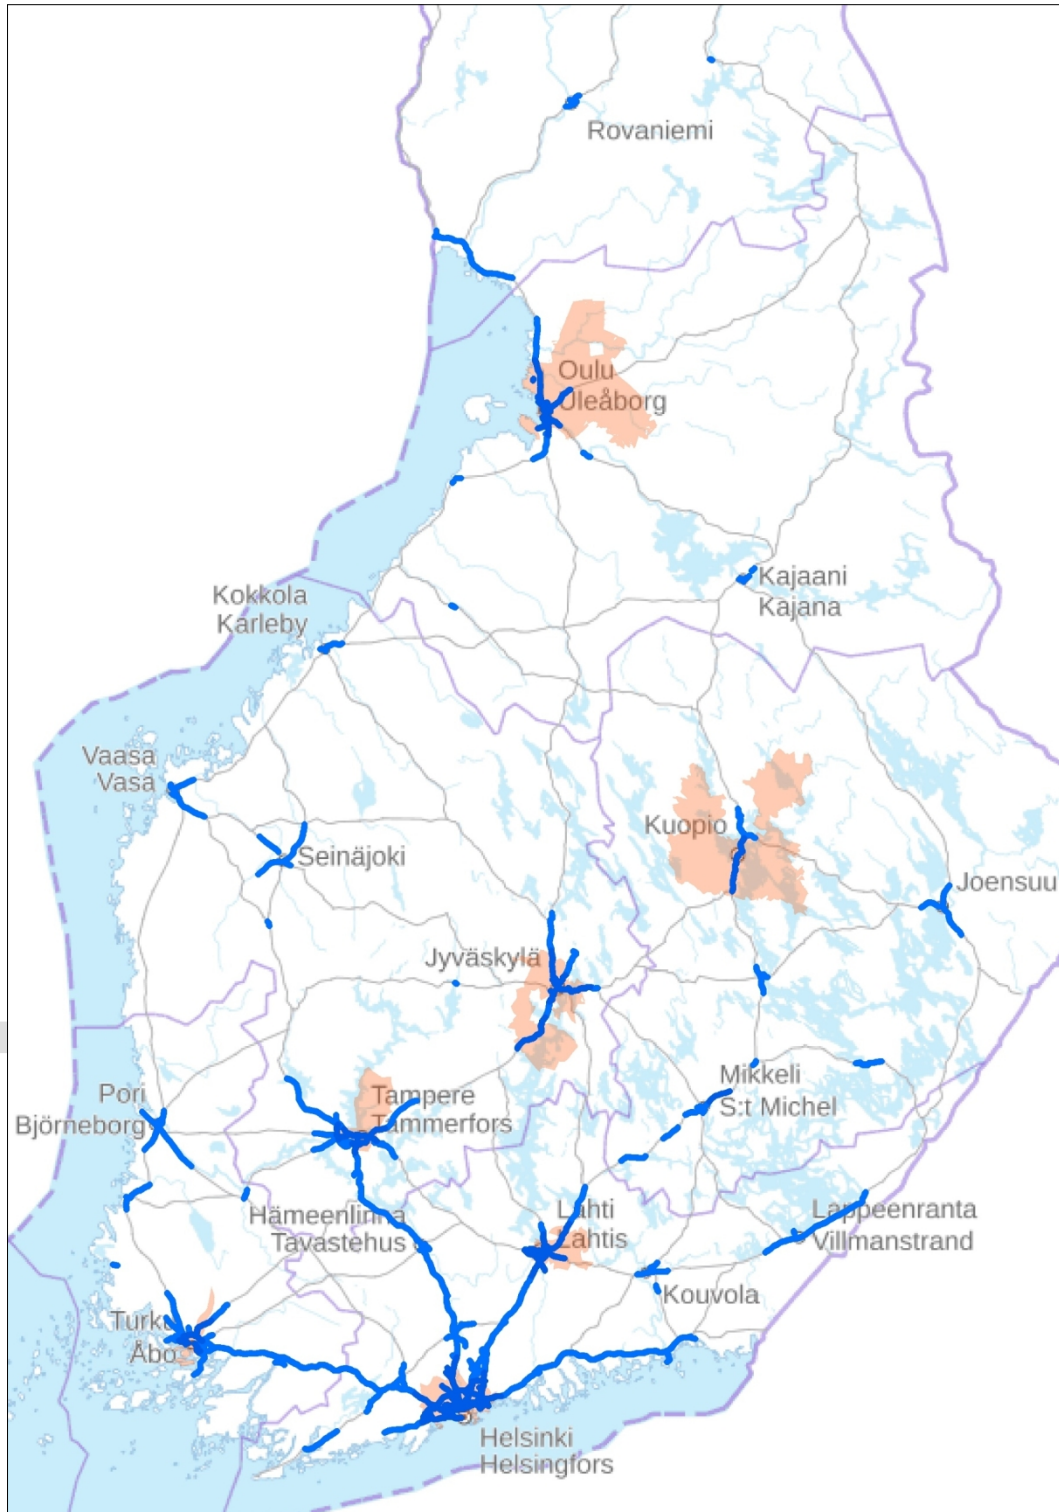 Rovaniemi
Oulu
Uleåborg
Kajaani
Kajana
Kokkola
Karleby
Vaasa
Vasa
Kuopio
Seinäjoki
Joensuu
Jyväskylä
Mikkeli
S:t Michel
Pori
Björneborg
Tampere
Tammerfors
Hämeenlinna
Tavastehus
Lahti
Lahtis
Lappeenranta
Villmanstrand
Kouvola
Turku
Åbo
Helsinki
Helsingfors